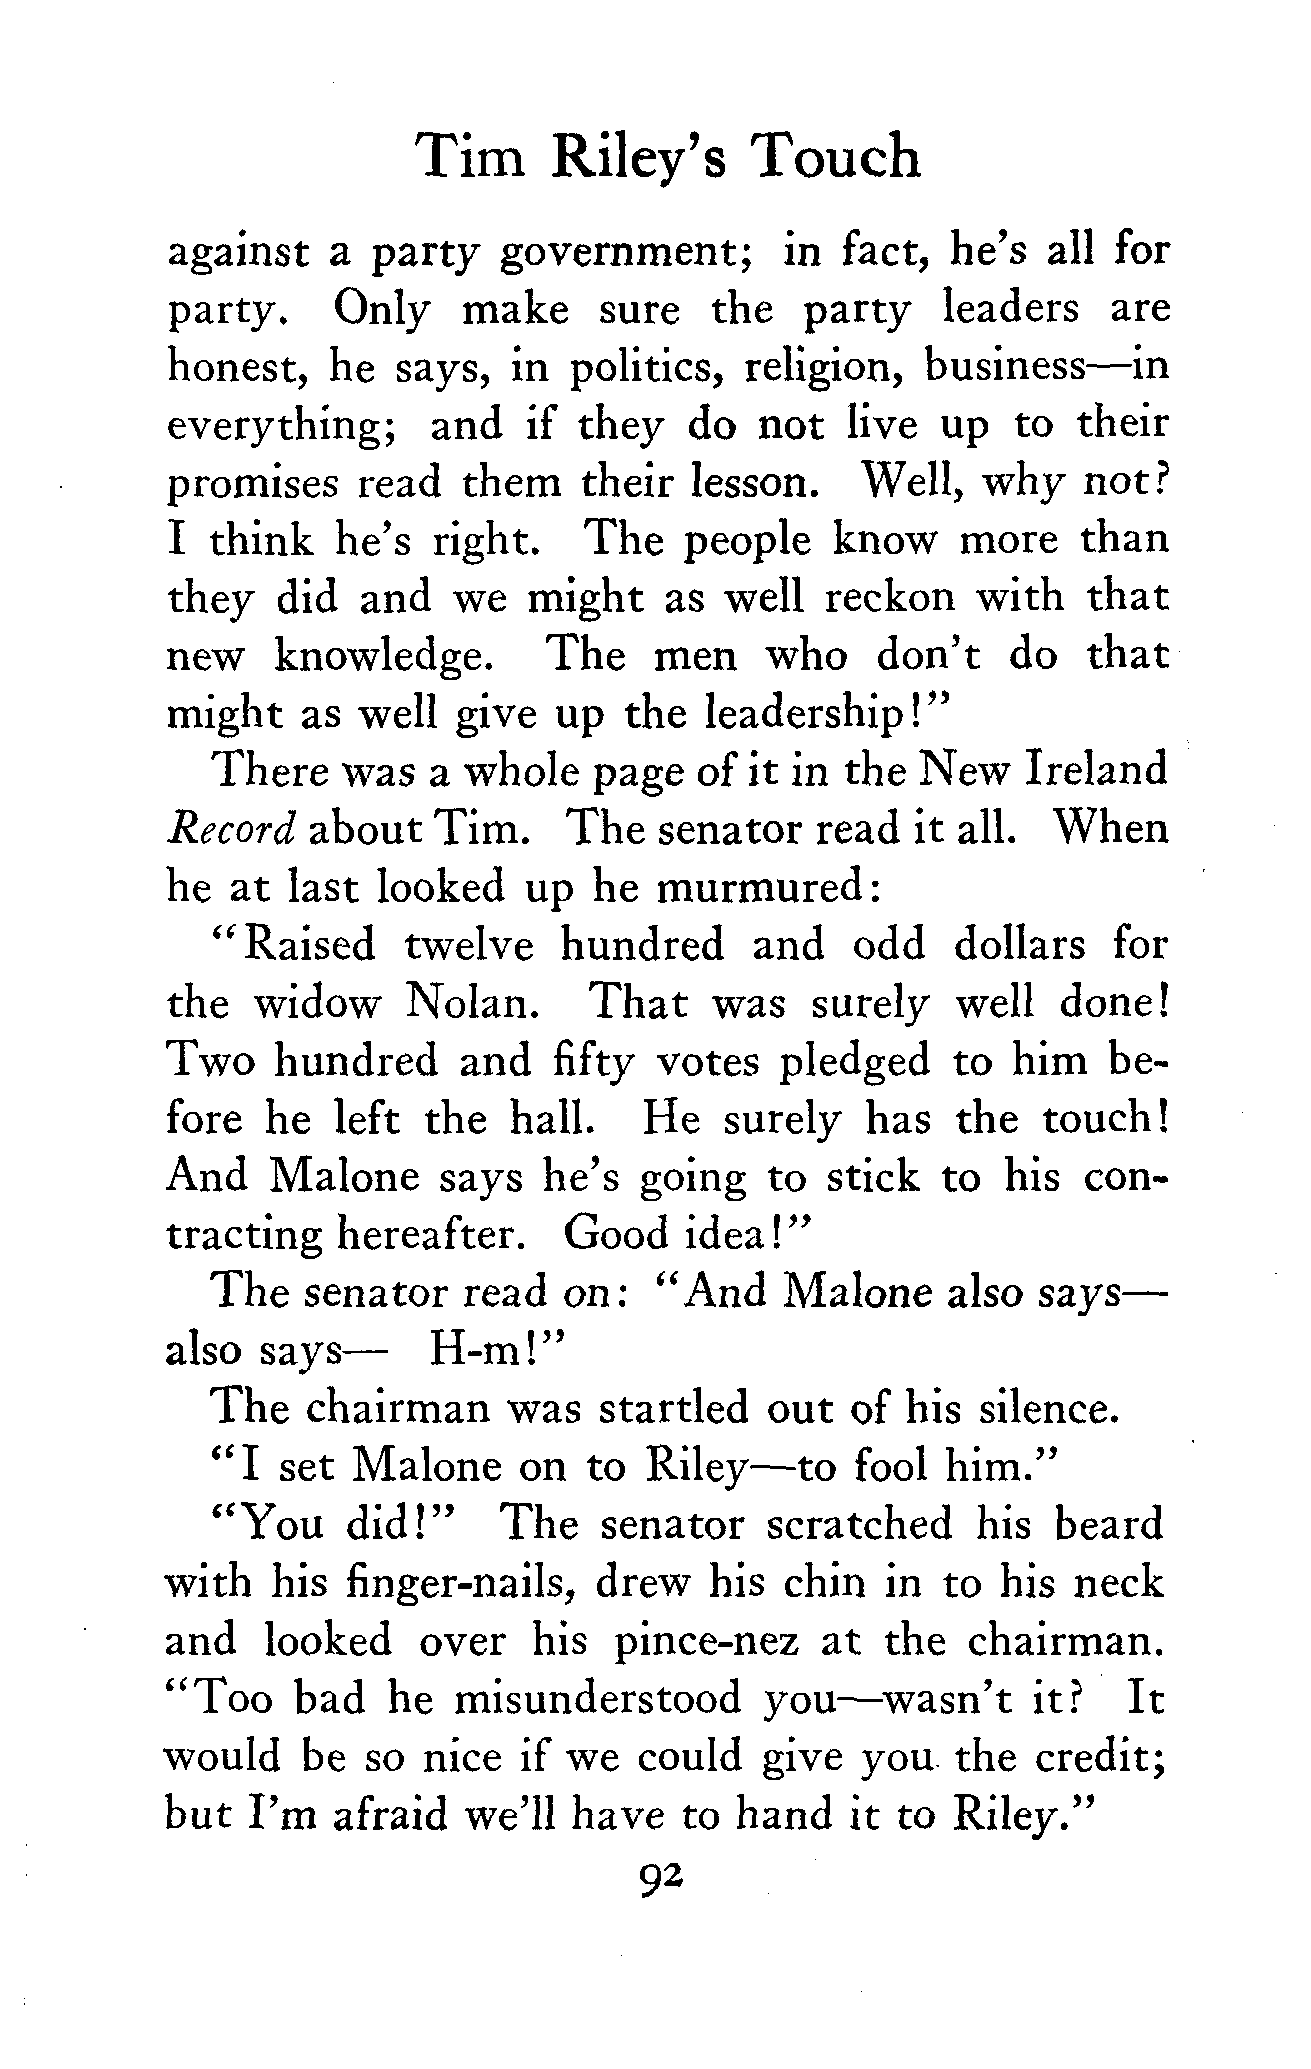 Tim Riley's Touch
against a party government; in fact, he's all for
party. Only make sure the party leaders are
honest, he says, in politics, religion, business—in
everything; and if they do not live up to their
promises read them their lesson. Well, why not?
I think he's right. The people know more than
they did and we might as well reckon with that
new knowledge. The men who don't do that
might as well give up the leadership!”
There was a whole page of it in the New Ireland
Record about Tim. The senator read it all. When
he at last looked up he murmured:
“Raised twelve hundred and odd dollars for
the widow Nolan. That was surely well done!
Two hundred and fifty votes pledged to him be-
fore he left the hall. He surely has the touch!
And Malone says he's going to stick to his con-
tracting hereafter. Good idea!”
The senator read on: “And Malone also says—
also says— H-m!”
The chairman was startled out of his silence.
“I set Malone on to Riley—to fool him.”
“You did!” The senator scratched his beard
with his finger-nails, drew his chin in to his neck
and looked over his pince-nez at the chairman.
“Too bad he misunderstood you—wasn't it? It
would be so nice if we could give you the credit;
but I'm afraid we'll have to hand it to Riley.”
92